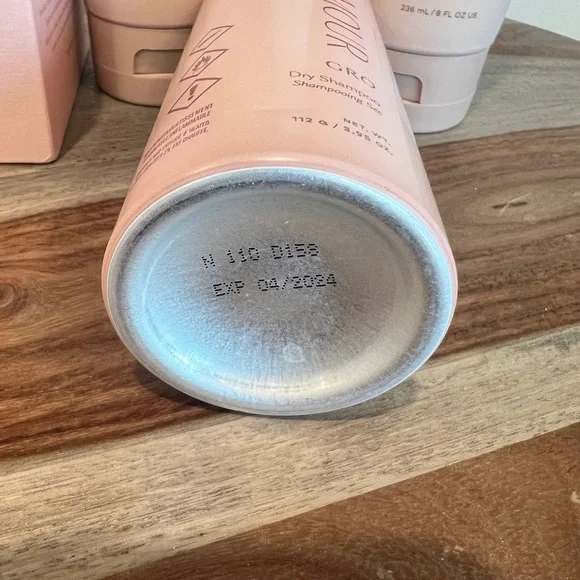 236 mL / 8 FL OZ US
GRO
Dry Shampoo
Shampooing Sec
NET. WT.
112 G / 3.95 OZ.
N 110 D158
EXP 04/2024